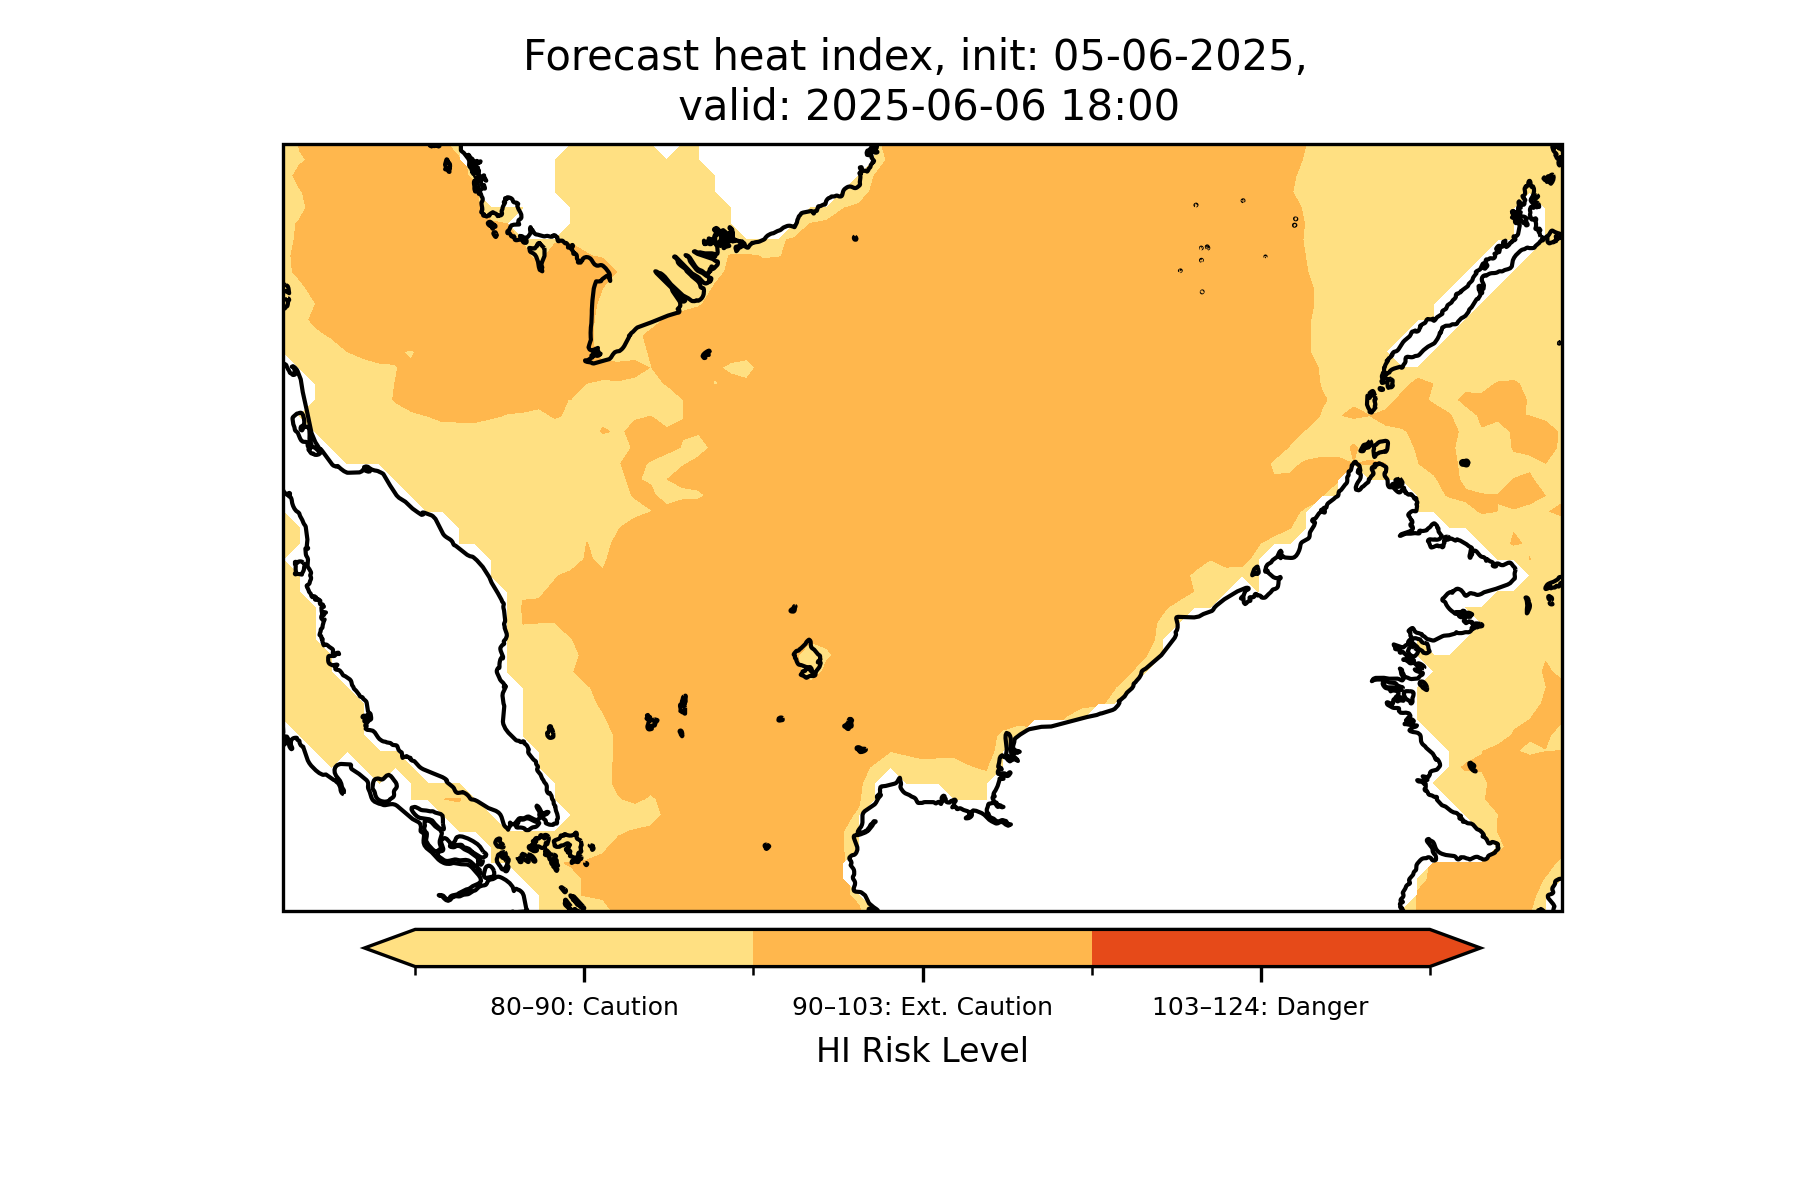 Forecast heat index, init: 05-06-2025,
valid: 2025-06-06 18:00
80–90: Caution
90–103: Ext. Caution
103–124: Danger
HI Risk Level